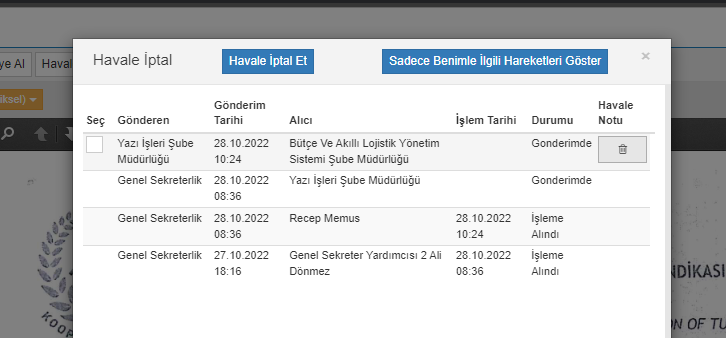 Havale İptal
Havale İptal Et
Sadece Benimle İlgili Hareketleri Göster
×
ye Al
Haval
iksel)
Seç Gönderen Gönderim Tarihi Alıcı İşlem Tarihi Durumu Havale Notu
Yazı İşleri Şube Müdürlüğü 28.10.2022 10:24 Bütçe Ve Akıllı Lojistik Yönetim Sistemi Şube Müdürlüğü Gonderimde
Genel Sekreterlik 28.10.2022 08:36 Yazı İşleri Şube Müdürlüğü Gonderimde
Genel Sekreterlik 28.10.2022 08:36 Recep Memus 28.10.2022 10:24 İşleme Alındı
Genel Sekreterlik 27.10.2022 18:16 Genel Sekreter Yardımcısı 2 Ali Dönmez 28.10.2022 08:36 İşleme Alındı
KOOP
NDİKASI
ON OF TU